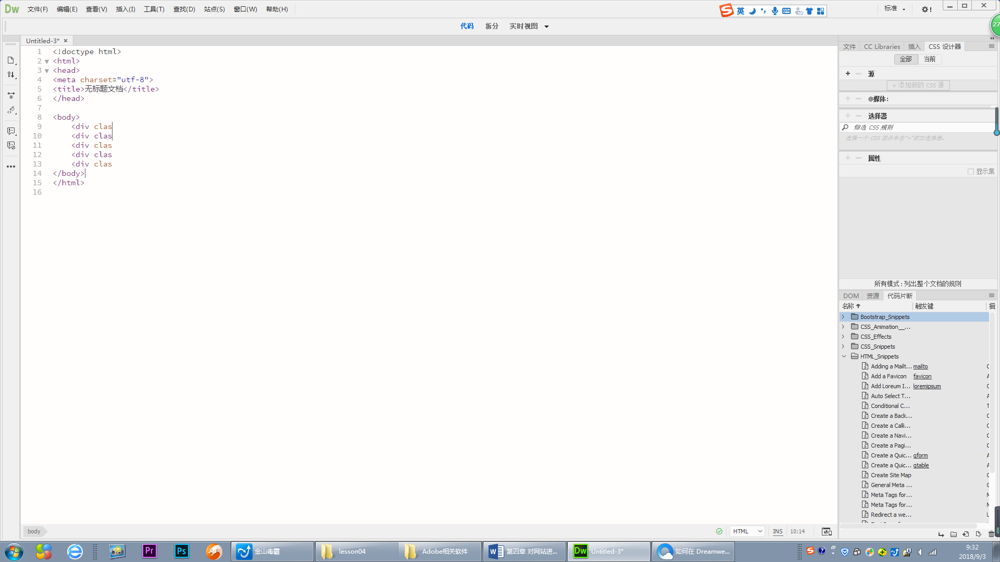 Dw 文件(F) 编辑(E) 查看(V) 插入(I) 工具(T) 查找(D) 站点(S) 窗口(W) 帮助(H)
英
标准
代码 拆分 实时视图
27
Untitled-3*
1 <!doctype html>
2 <html>
3 <head>
4 <meta charset="utf-8">
5 <title>无标题文档</title>
6 </head>
7
8 <body>
9 <div clas
10 <div clas
11 <div clas
12 <div clas
13 <div clas
14 </body>
15 </html>
16
文件 CC Libraries 插入 CSS 设计器
全部 当前
+ − 源
+ 添加新的 CSS 源
+ − @媒体:
+ − 选择器
筛选 CSS 规则
选择一个 CSS 源并单击“+”添加选择器。
+ − 属性
显示集
所有模式:列出整个文档的规则
DOM 资源 代码片断
名称 触发键 描
Bootstrap_Snippets
CSS_Animation__...
CSS_Effects
CSS_Snippets
HTML_Snippets
Adding a Mailt... mailto
Add a Favicon favicon
Add Loreum I... loremipsum
Auto Select T...
Conditional C...
Create a Back...
Create a Calli...
Create a Navi...
Create a Pagi...
Create a Quic... qform
Create a Quic... qtable
Create Site Map
General Meta ...
Meta Tags for...
Meta Tags for...
Redirect a we...
body
HTML INS 10:14
Pr Ps 金山毒霸 lesson04 Adobe相关软件 第四章 对网站进... Dw Untitled-3* 如何在 Dreamwe...
9:32
2018/9/3